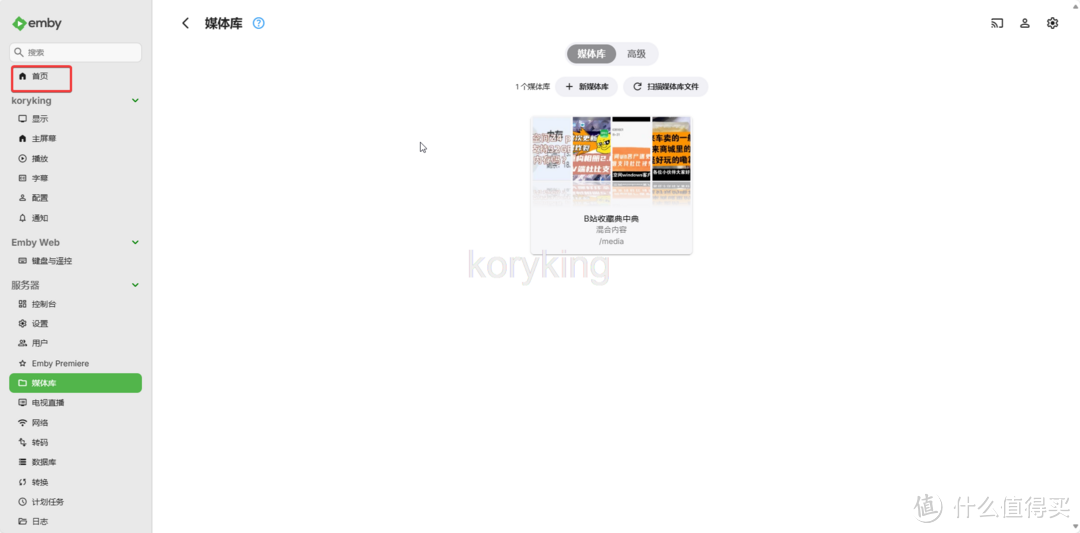 emby
搜索
首页
koryking
显示
主屏幕
播放
字幕
配置
通知
Emby Web
键盘与遥控
服务器
控制台
设置
用户
Emby Premiere
媒体库
电视直播
网络
转码
数据库
转换
计划任务
日志
媒体库
媒体库 高级
1 个媒体库 + 新媒体库 扫描媒体库文件
B站收藏典中典
混合内容
/media
koryking
值 什么值得买